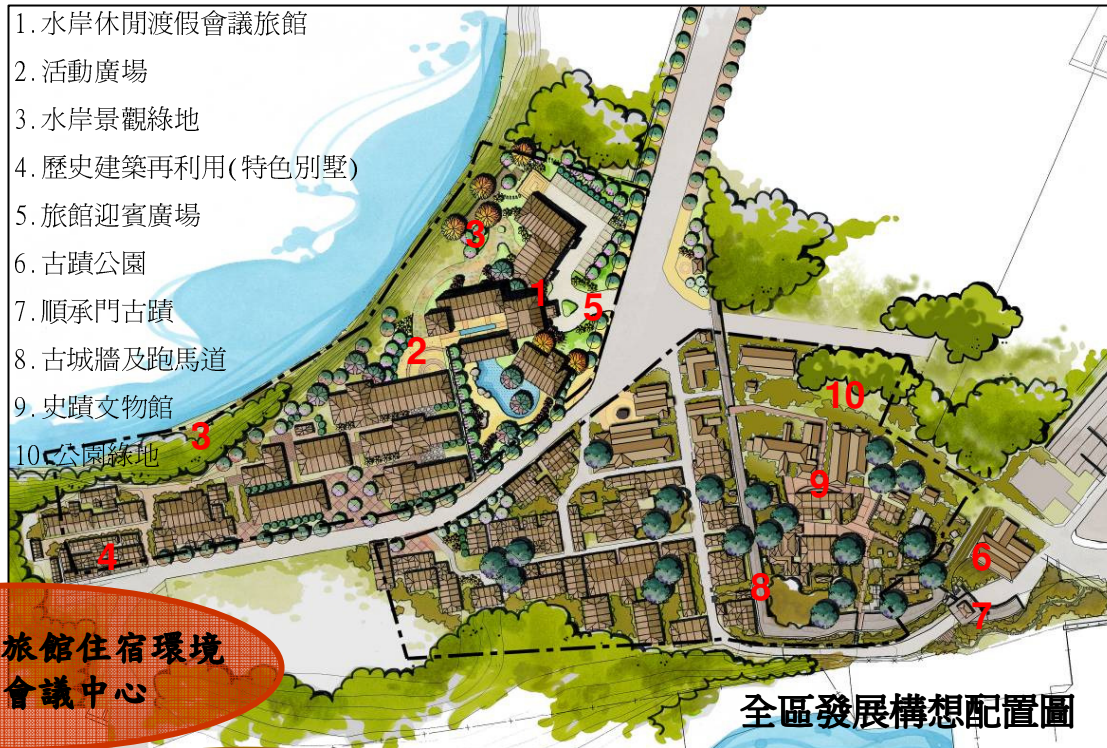 1.水岸休閒渡假會議旅館
2.活動廣場
3.水岸景觀綠地
4.歷史建築再利用(特色別墅)
5.旅館迎賓廣場
6.古蹟公園
7.順承門古蹟
8.古城牆及跑馬道
9.史蹟文物館
10.公園綠地
3
1
5
2
3
10
9
4
8
6
7
旅館住宿環境
會議中心
全區發展構想配置圖